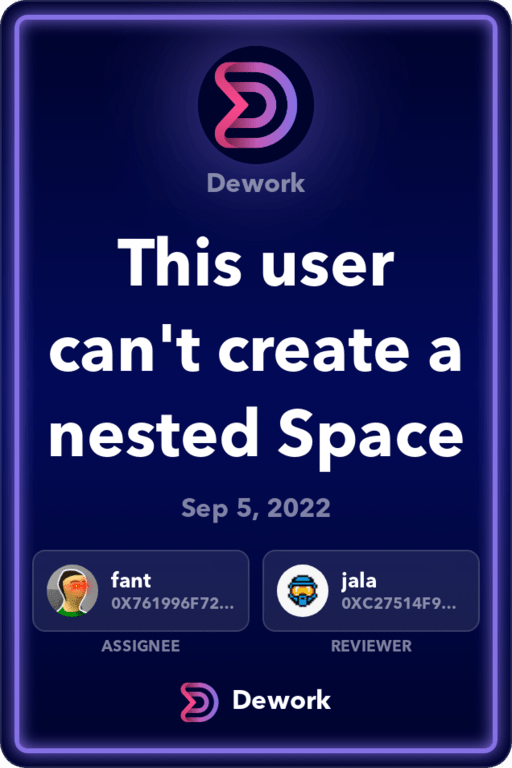 Dework
This user
can't create a
nested Space
Sep 5, 2022
fant
0X761996F72...
jala
0XC27514F9...
ASSIGNEE
REVIEWER
Dework